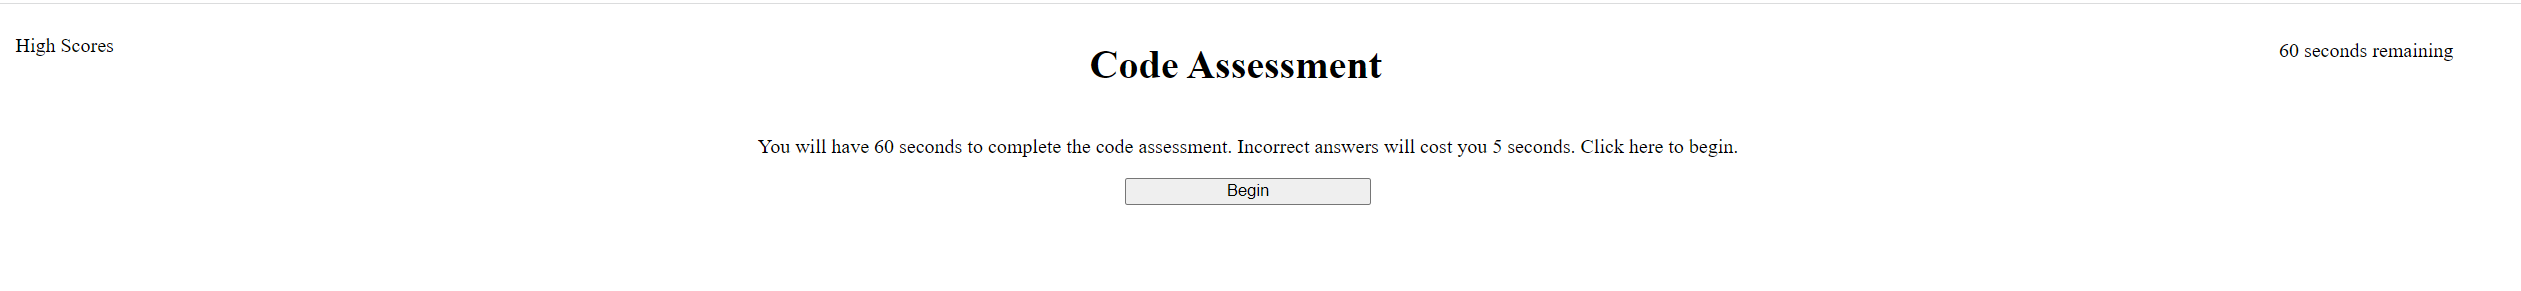 High Scores
Code Assessment
60 seconds remaining
You will have 60 seconds to complete the code assessment. Incorrect answers will cost you 5 seconds. Click here to begin.
Begin